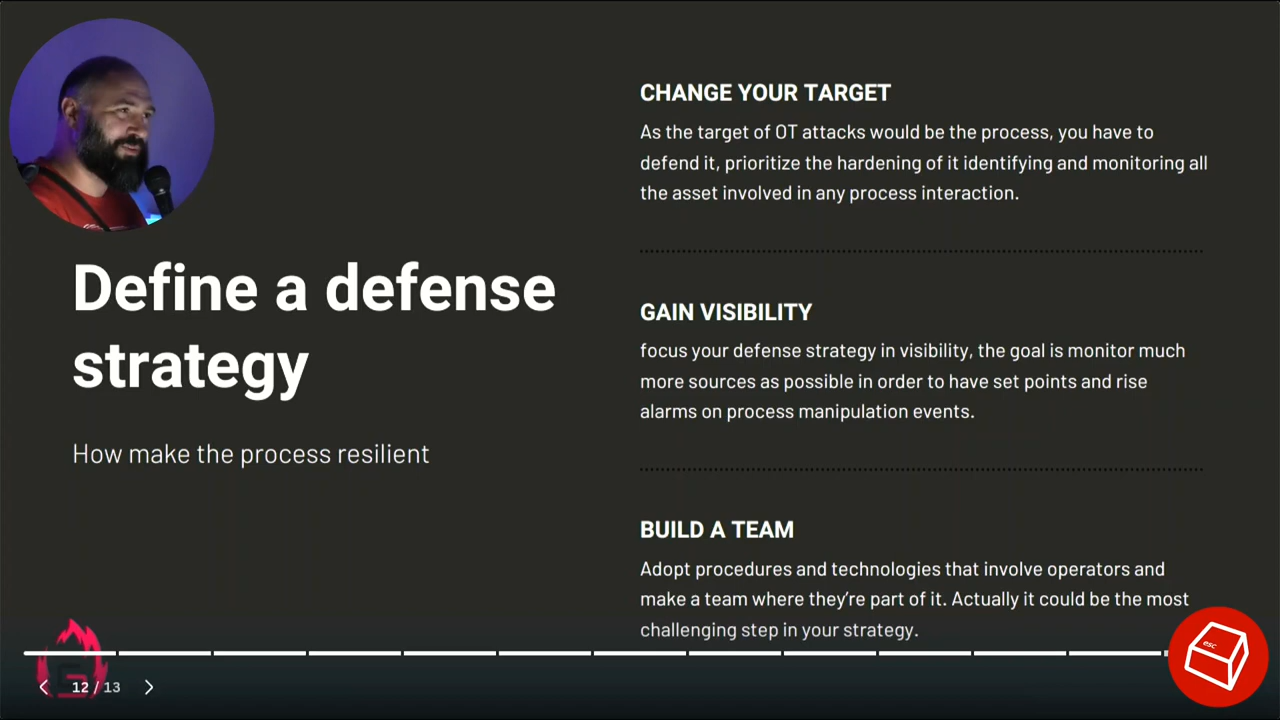 Define a defense
strategy
How make the process resilient
CHANGE YOUR TARGET
As the target of OT attacks would be the process, you have to
defend it, prioritize the hardening of it identifying and monitoring all
the asset involved in any process interaction.
GAIN VISIBILITY
focus your defense strategy in visibility, the goal is monitor much
more sources as possible in order to have set points and rise
alarms on process manipulation events.
BUILD A TEAM
Adopt procedures and technologies that involve operators and
make a team where they’re part of it. Actually it could be the most
challenging step in your strategy.
12 / 13
esc